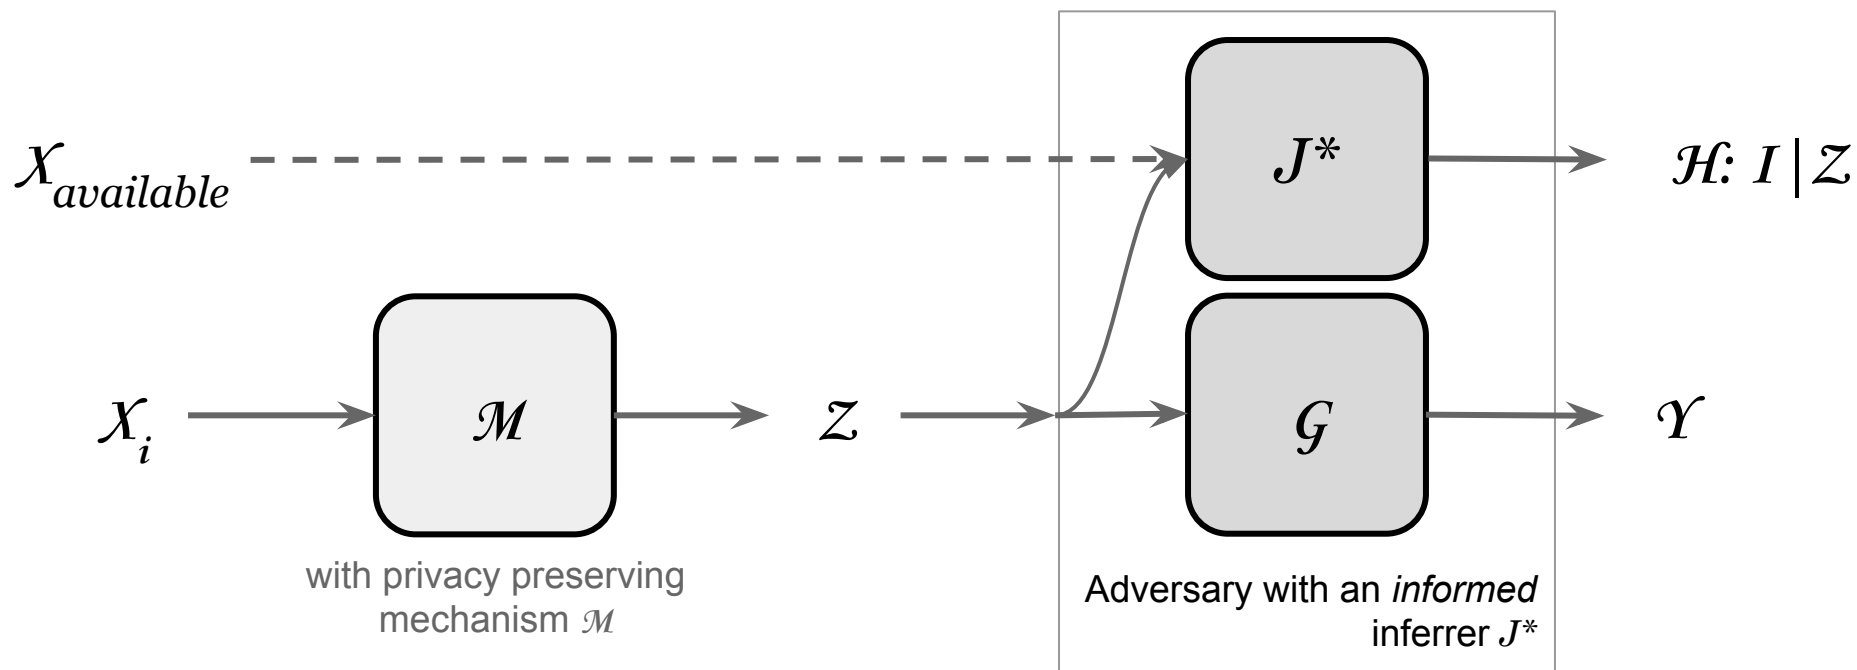 J*
X_available
H: I | Z
X_i
M
Z
G
Y
with privacy preserving
mechanism M
Adversary with an informed
inferrer J*